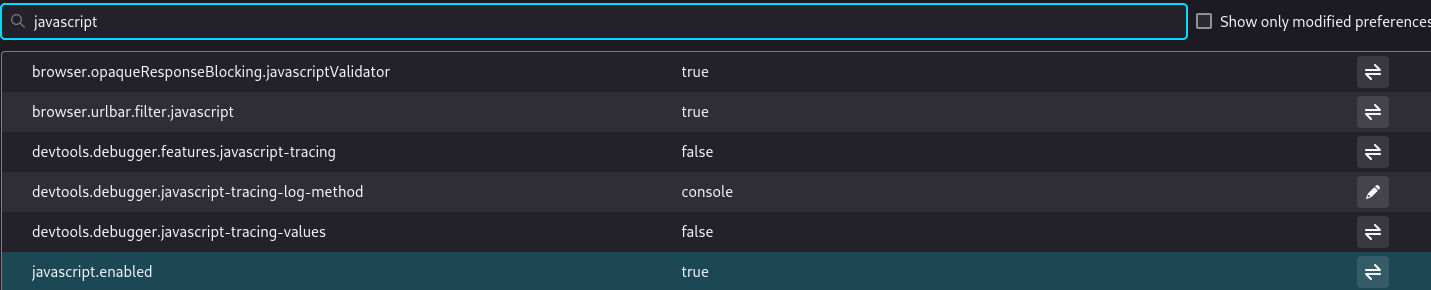 javascript
Show only modified preferences
browser.opaqueResponseBlocking.javascriptValidator true
browser.urlbar.filter.javascript true
devtools.debugger.features.javascript-tracing false
devtools.debugger.javascript-tracing-log-method console
devtools.debugger.javascript-tracing-values false
javascript.enabled true